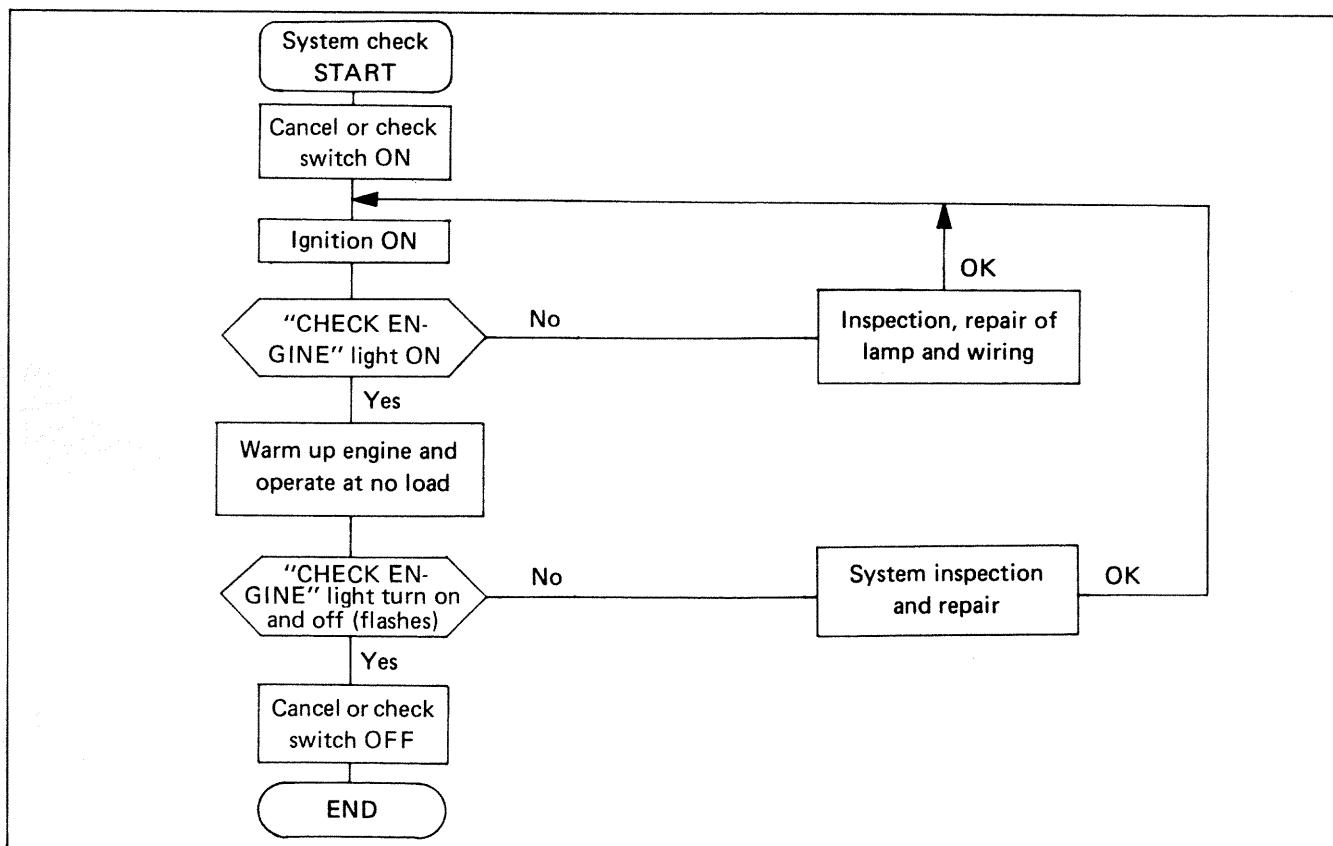 System check
START
Cancel or check
switch ON
Ignition ON
OK
"CHECK EN-
GINE" light ON
No
Inspection, repair of
lamp and wiring
Yes
Warm up engine and
operate at no load
"CHECK EN-
GINE" light turn on
and off (flashes)
No
System inspection
and repair
OK
Yes
Cancel or check
switch OFF
END